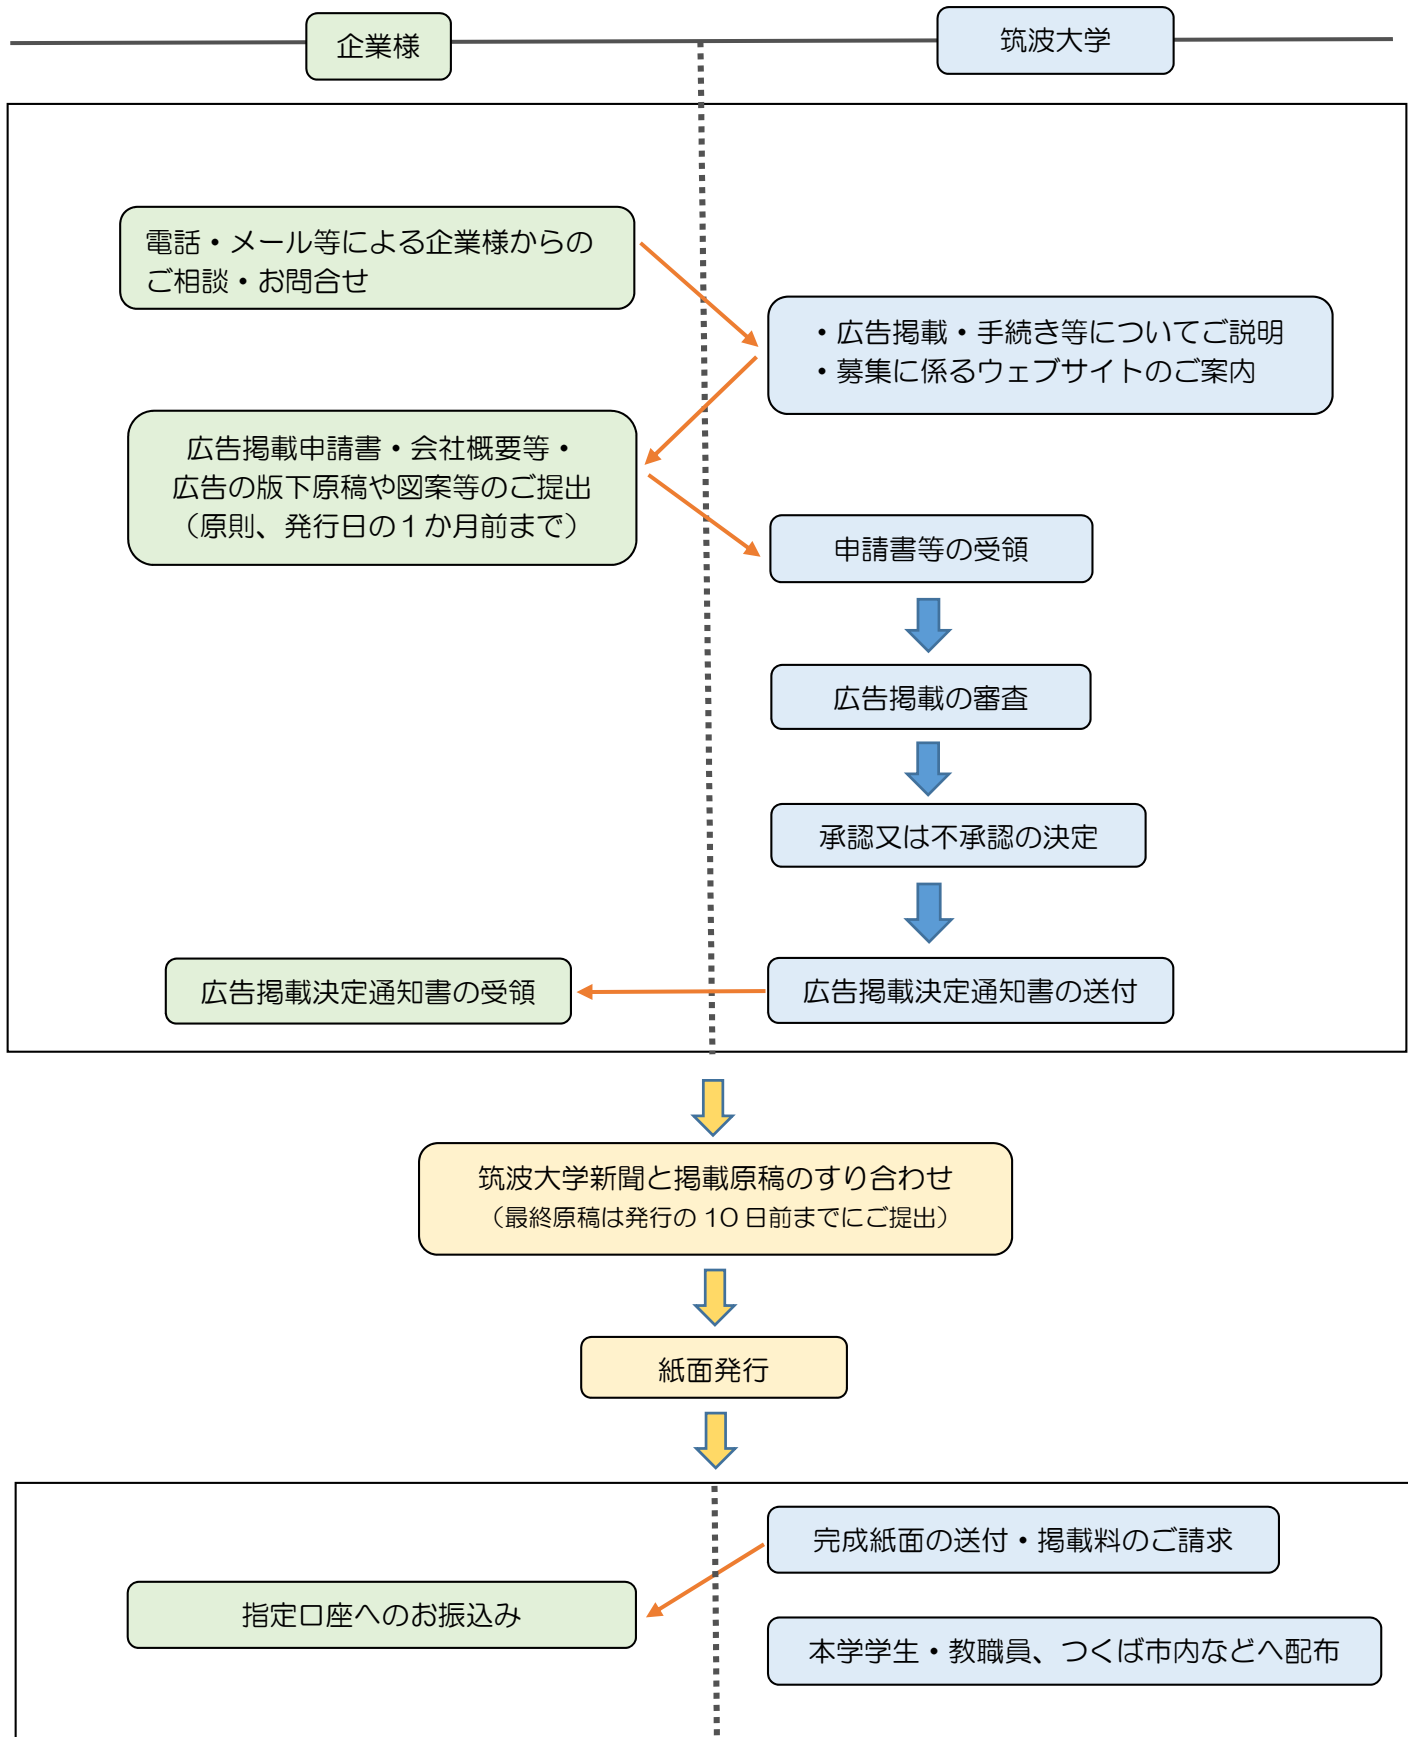 企業様
筑波大学
電話・メール等による企業様からの
ご相談・お問合せ
・広告掲載・手続き等についてご説明
・募集に係るウェブサイトのご案内
広告掲載申請書・会社概要等・
広告の版下原稿や図案等のご提出
（原則、発行日の１か月前まで）
申請書等の受領
広告掲載の審査
承認又は不承認の決定
広告掲載決定通知書の受領
広告掲載決定通知書の送付
筑波大学新聞と掲載原稿のすり合わせ
（最終原稿は発行の 10 日前までにご提出）
紙面発行
完成紙面の送付・掲載料のご請求
指定口座へのお振込み
本学学生・教職員、つくば市内などへ配布